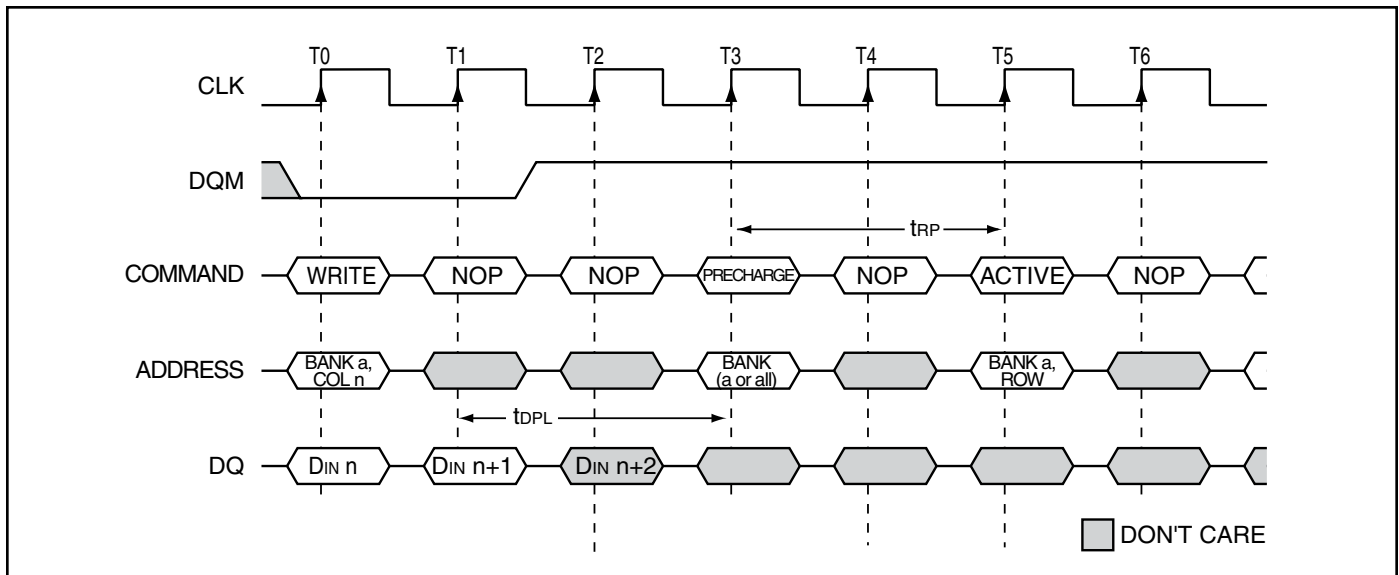 T0 T1 T2 T3 T4 T5 T6
CLK
DQM
tRP
COMMAND WRITE NOP NOP PRECHARGE NOP ACTIVE NOP
ADDRESS BANK a, COL n BANK (a or all) BANK a, ROW
tDPL
DQ DIN n DIN n+1 DIN n+2
DON'T CARE